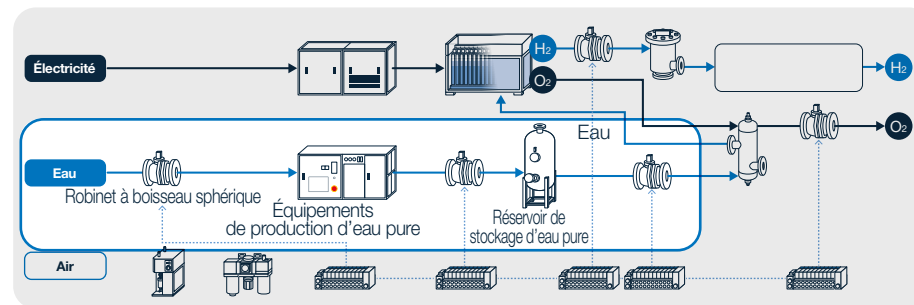 Électricité
H2
H2
O2
O2
Eau
Eau
Robinet à boisseau sphérique
Équipements
de production d'eau pure
Réservoir de
stockage d'eau pure
Air